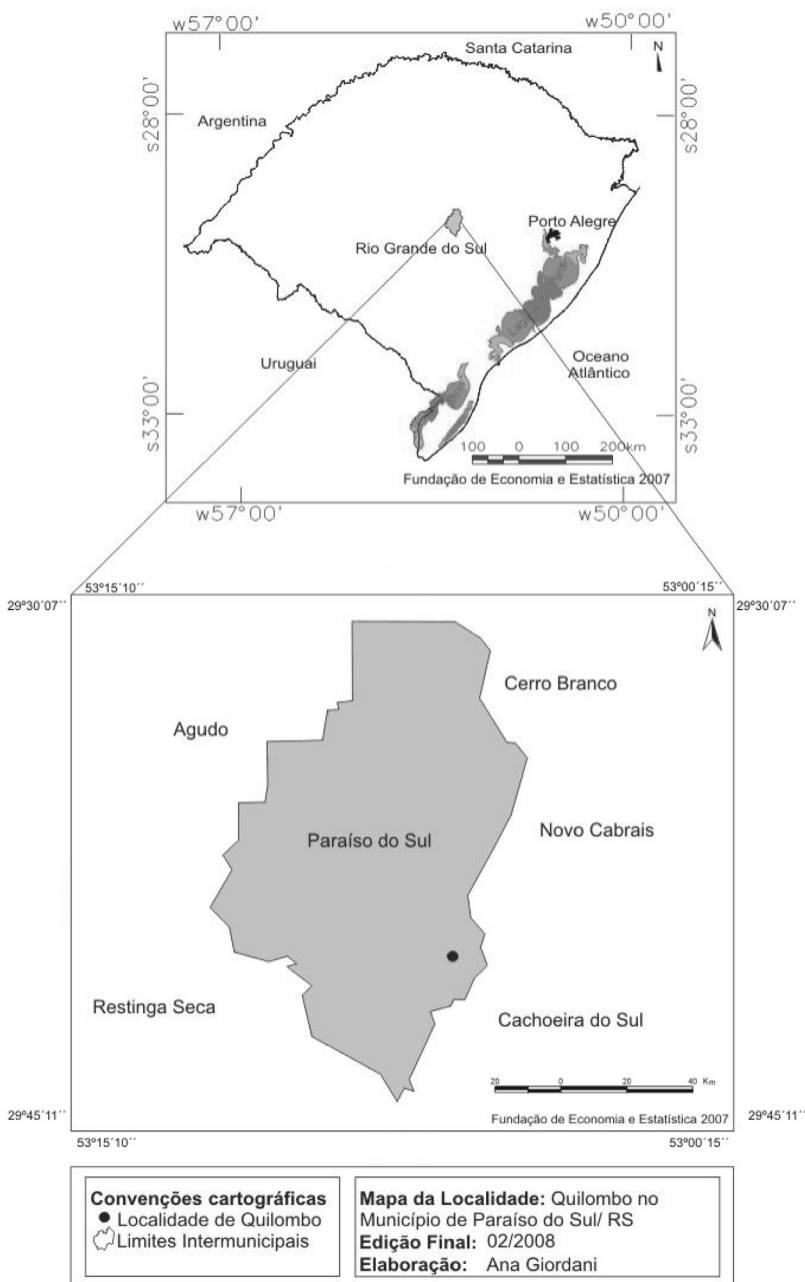 w57°00' w50°00'
Santa Catarina
N
s28°00' s28°00'
Argentina
Porto Alegre
Rio Grande do Sul
Uruguai
Oceano
Atlântico
s33°00' s33°00'
100 0 100 200km
Fundação de Economia e Estatística 2007
w57°00' w50°00'
53º15´10´´ 53º00´15´´
29º30´07´´ 29º30´07´´
N
Cerro Branco
Agudo
Novo Cabrais
Paraíso do Sul
Restinga Seca
Cachoeira do Sul
20 0 20 40 Km
Fundação de Economia e Estatística 2007
29º45´11´´ 29º45´11´´
53º15´10´´ 53º00´15´´
Convenções cartográficas
Localidade de Quilombo
Limites Intermunicipais
Mapa da Localidade: Quilombo no
Município de Paraíso do Sul/ RS
Edição Final: 02/2008
Elaboração: Ana Giordani